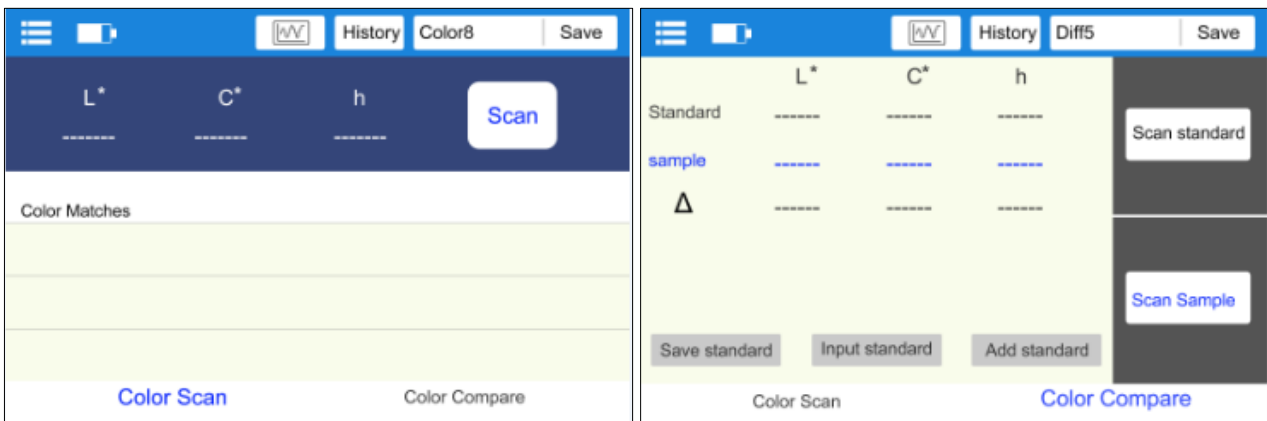 History Color8 Save
L* C* h
------- ------- -------
Scan
Color Matches
Color Scan Color Compare
History Diff5 Save
L* C* h
Standard ------ ------ ------
sample ------ ------ ------
Δ ------ ------ ------
Scan standard
Scan Sample
Save standard Input standard Add standard
Color Scan Color Compare